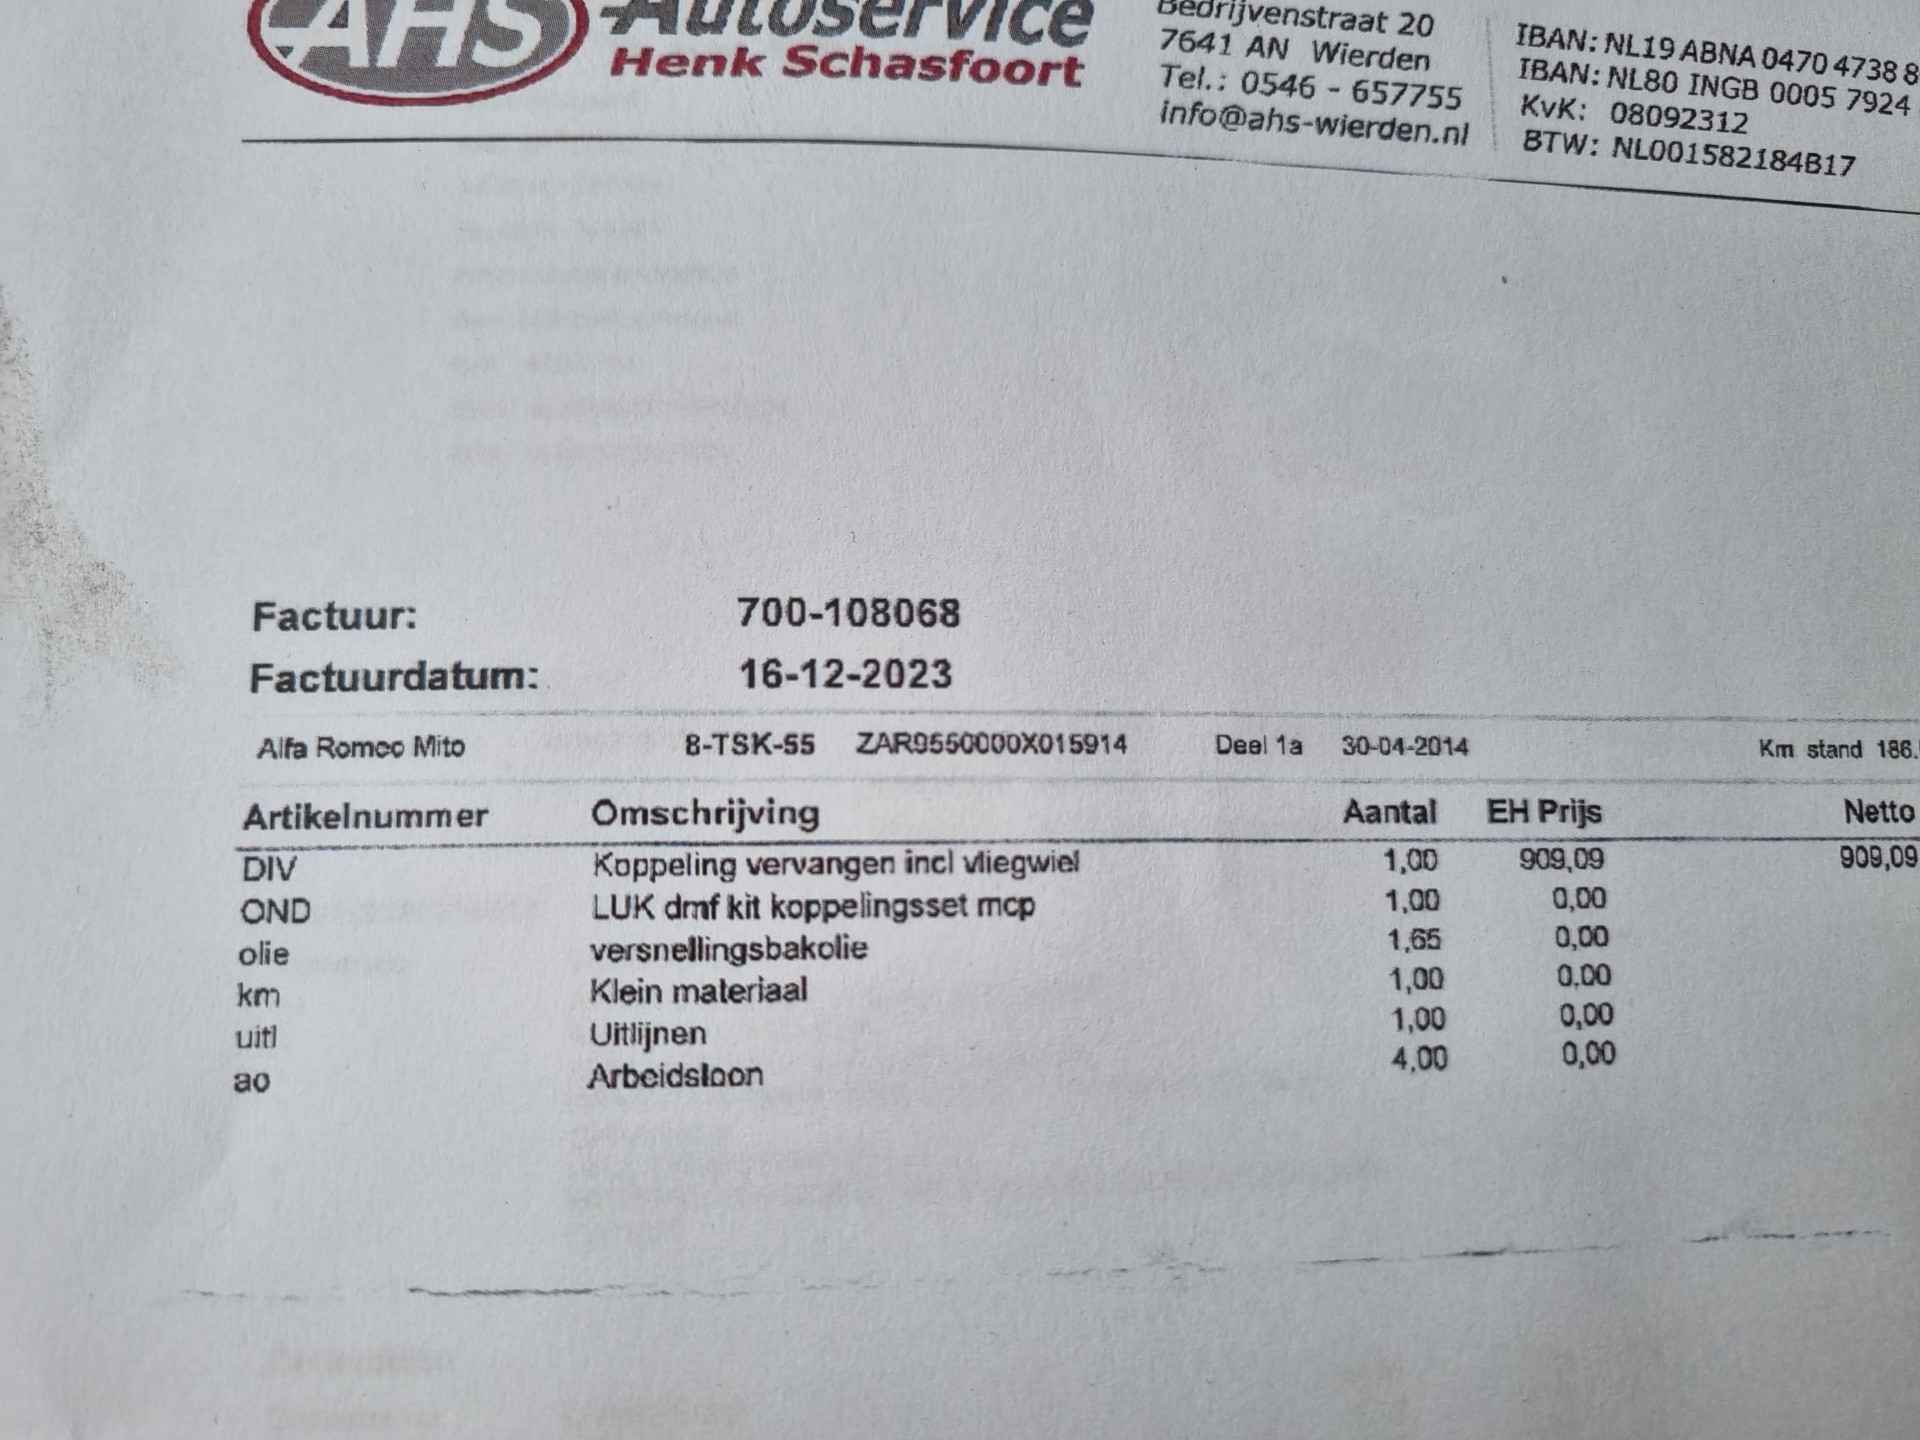 AHS -Autoservice
Henk Schasfoort
Bedrijvenstraat 20
7641 AN Wierden
Tel.: 0546 - 657755
info@ahs-wierden.nl
IBAN: NL19 ABNA 0470 4738 8
IBAN: NL80 INGB 0005 7924
KvK: 08092312
BTW: NL001582184B17
Factuur: 700-108068
Factuurdatum: 16-12-2023
Alfa Romeo Mito 8-TSK-55 ZAR9550000X015914 Deel 1a 30-04-2014 Km stand 186.
Artikelnummer Omschrijving Aantal EH Prijs Netto
DIV Koppeling vervangen incl vliegwiel 1,00 909,09 909,09
OND LUK dmf kit koppelingsset mcp 1,00 0,00
olie versnellingsbakolie 1,65 0,00
km Klein materiaal 1,00 0,00
uitl Uitlijnen 1,00 0,00
ao Arbeidsloon 4,00 0,00